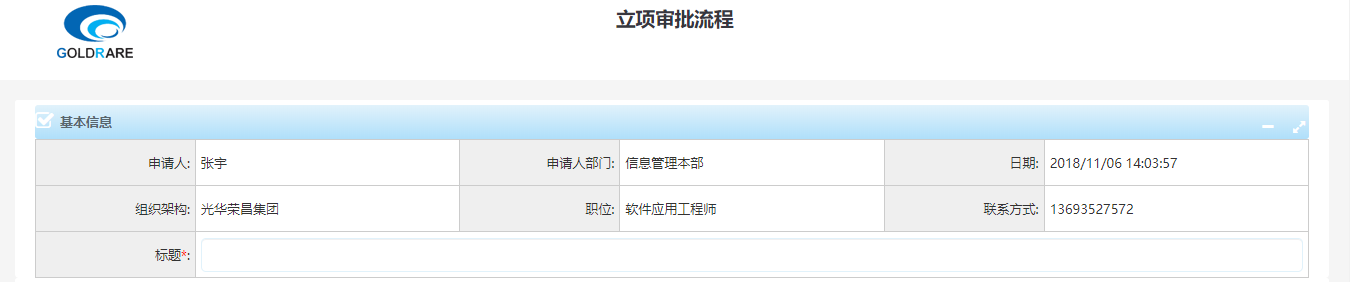 立项审批流程
GOLDRARE
基本信息
申请人: 张宇 申请人部门: 信息管理本部 日期: 2018/11/06 14:03:57
组织架构: 光华荣昌集团 职位: 软件应用工程师 联系方式: 13693527572
标题*: